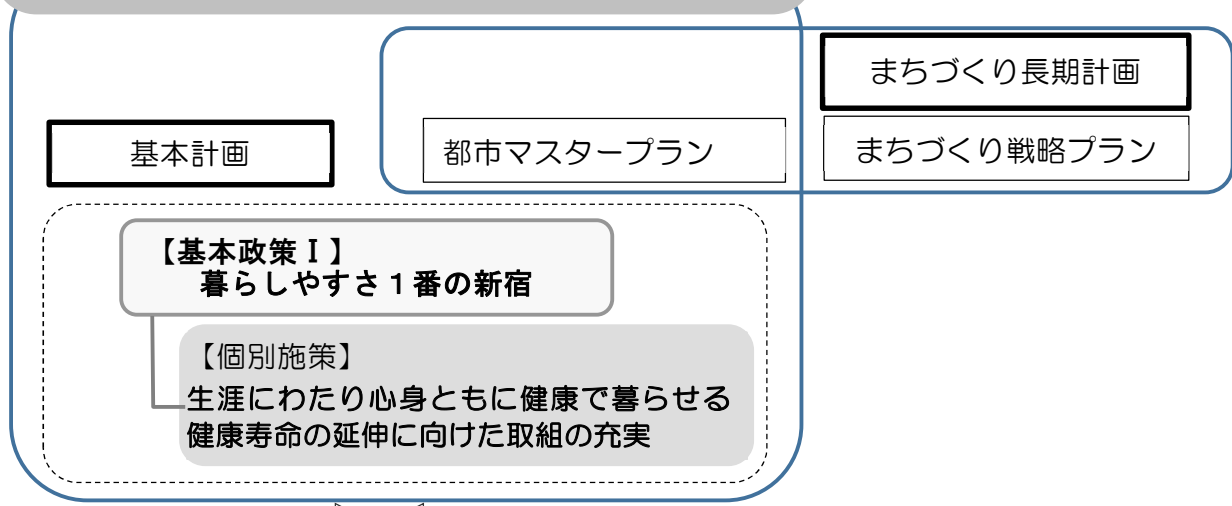 まちづくり長期計画
基本計画
都市マスタープラン
まちづくり戦略プラン
【基本政策Ⅰ】
暮らしやすさ１番の新宿
【個別施策】
生涯にわたり心身ともに健康で暮らせる
健康寿命の延伸に向けた取組の充実